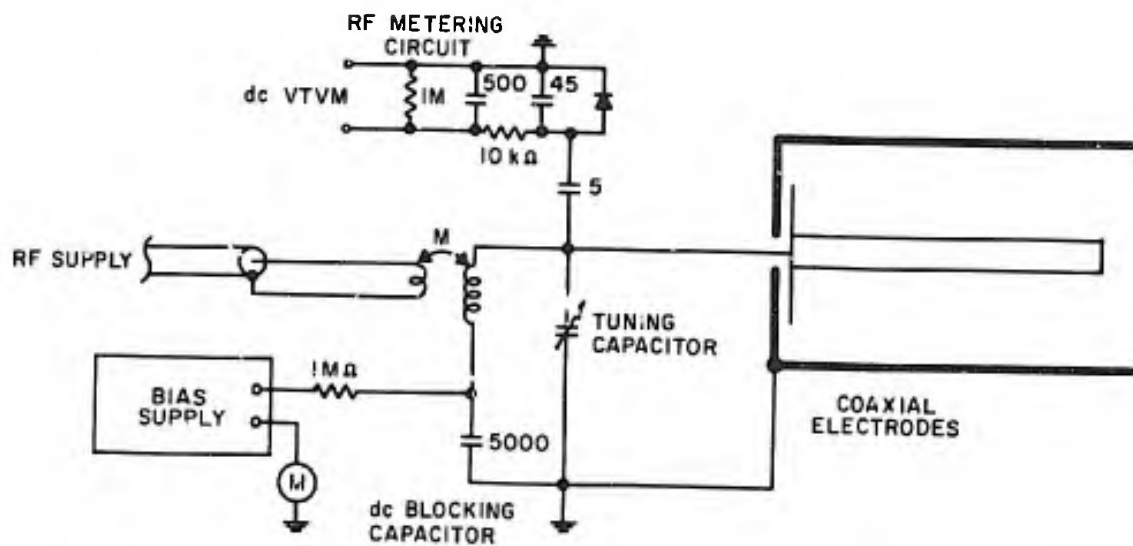 RF METERING
CIRCUIT
500
45
dc VTVM
1M
10 kΩ
5
M
RF SUPPLY
TUNING
CAPACITOR
1MΩ
BIAS
SUPPLY
5000
COAXIAL
ELECTRODES
M
dc BLOCKING
CAPACITOR